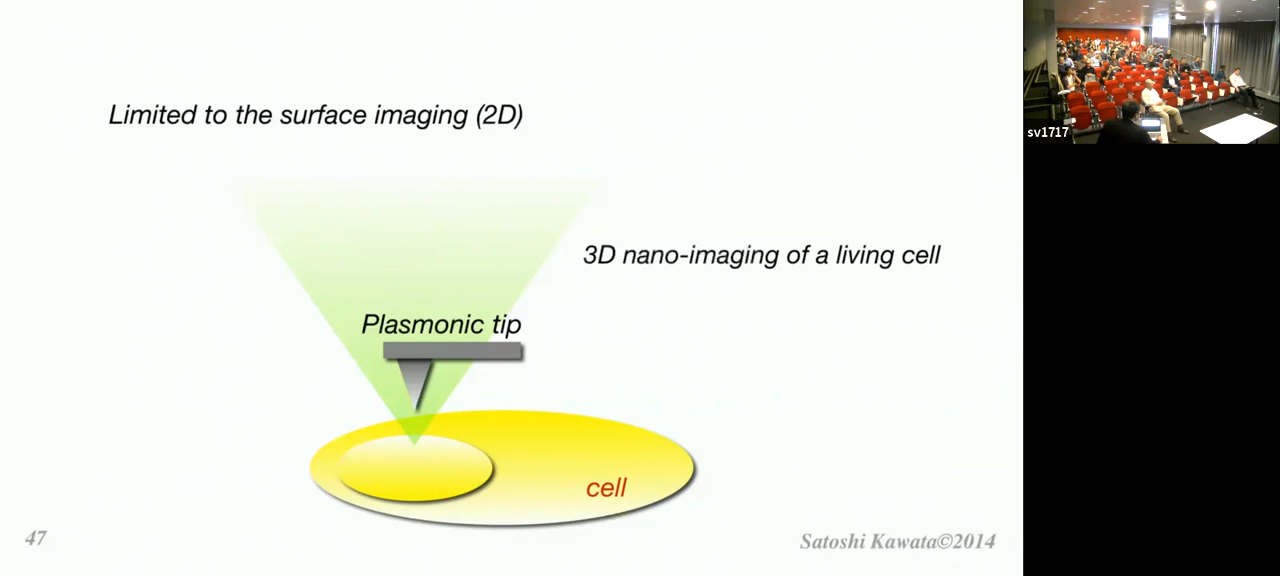 Limited to the surface imaging (2D)
3D nano-imaging of a living cell
Plasmonic tip
cell
47
Satoshi Kawata©2014
sv1717